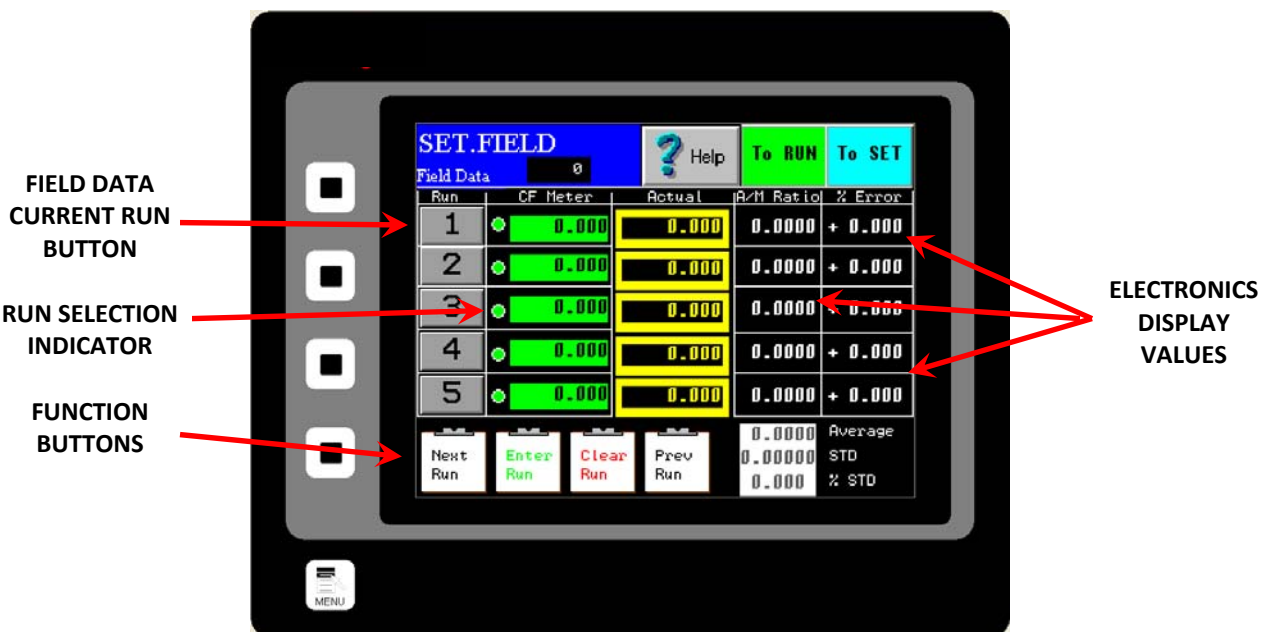 SET.FIELD
Field Data
0
Help
To RUN
To SET
Run CF Meter Actual A/M Ratio % Error
1 0.000 0.000 0.0000 + 0.000
2 0.000 0.000 0.0000 + 0.000
3 0.000 0.000 0.0000 + 0.000
4 0.000 0.000 0.0000 + 0.000
5 0.000 0.000 0.0000 + 0.000
Next
Run
Enter
Run
Clear
Run
Prev
Run
0.0000 Average
0.00000 STD
0.000 % STD
MENU
FIELD DATA
CURRENT RUN
BUTTON
RUN SELECTION
INDICATOR
FUNCTION
BUTTONS
ELECTRONICS
DISPLAY
VALUES